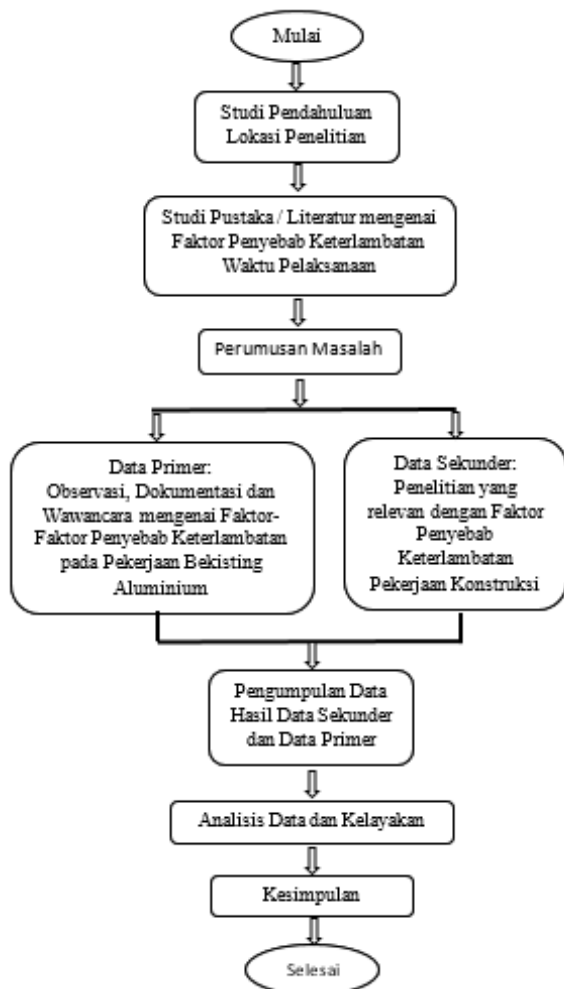 Mulai
Studi Pendahuluan
Lokasi Penelitian
Studi Pustaka / Literatur mengenai
Faktor Penyebab Keterlambatan
Waktu Pelaksanaan
Perumusan Masalah
Data Primer:
Observasi, Dokumentasi dan
Wawancara mengenai Faktor-
Faktor Penyebab Keterlambatan
pada Pekerjaan Bekisting
Aluminium
Data Sekunder:
Penelitian yang
relevan dengan Faktor
Penyebab
Keterlambatan
Pekerjaan Konstruksi
Pengumpulan Data
Hasil Data Sekunder
dan Data Primer
Analisis Data dan Kelayakan
Kesimpulan
Selesai